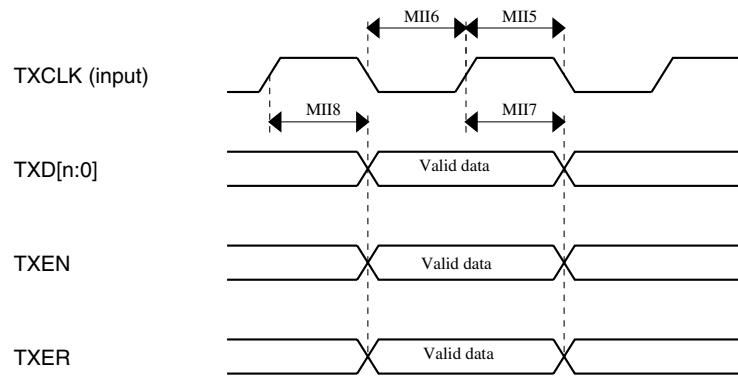 MII6 MII5
TXCLK (input)
MII8 MII7
TXD[n:0] Valid data
TXEN Valid data
TXER Valid data